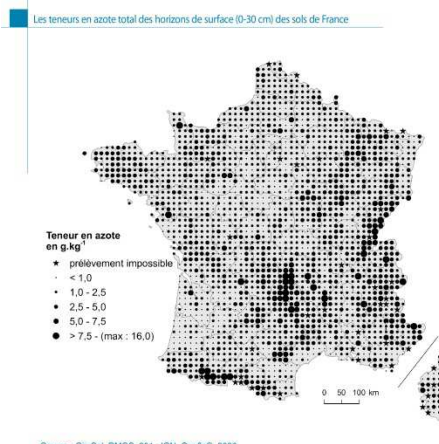 Les teneurs en azote total des horizons de surface (0-30 cm) des sols de France
Teneur en azote
en g.kg-1
prélèvement impossible
< 1,0
1,0 - 2,5
2,5 - 5,0
5,0 - 7,5
> 7,5 - (max : 16,0)
0 50 100 km